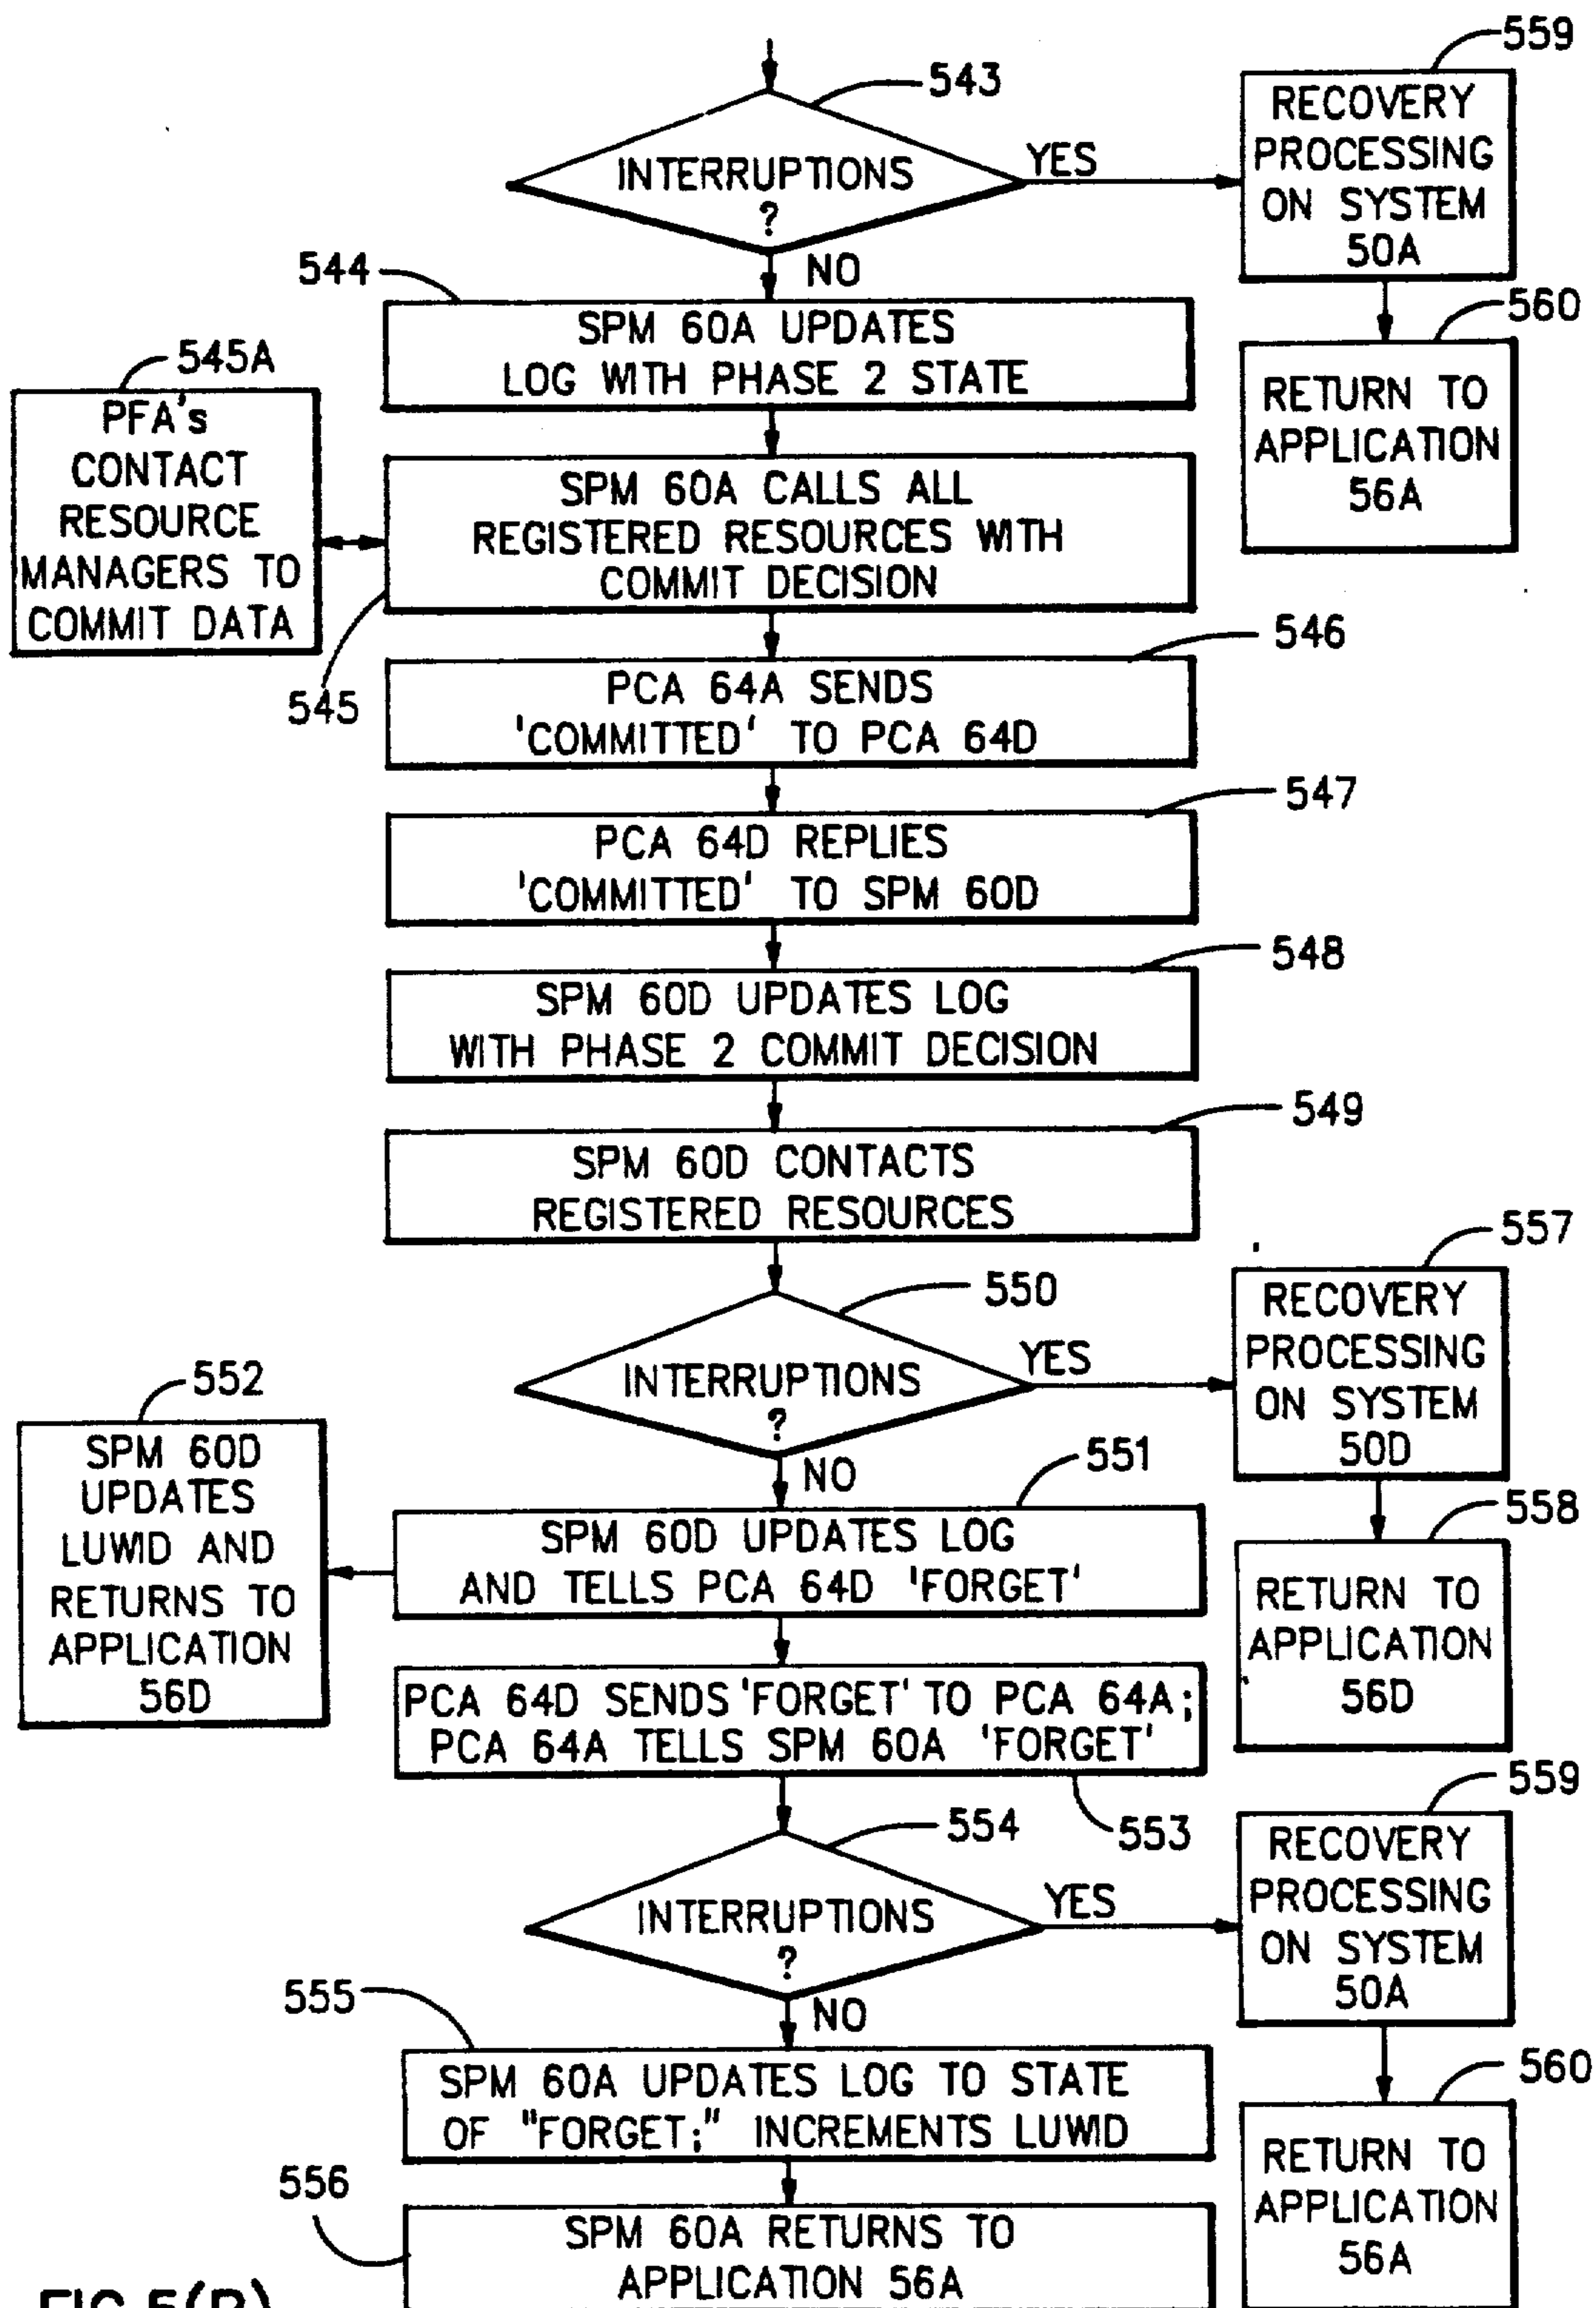 559
RECOVERY
PROCESSING
ON SYSTEM
50A
543
INTERRUPTIONS
?
YES
NO
560
RETURN TO
APPLICATION
56A
544
SPM 60A UPDATES
LOG WITH PHASE 2 STATE
545A
PFA's
CONTACT
RESOURCE
MANAGERS TO
COMMIT DATA
SPM 60A CALLS ALL
REGISTERED RESOURCES WITH
COMMIT DECISION
545
546
PCA 64A SENDS
'COMMITTED' TO PCA 64D
547
PCA 64D REPLIES
'COMMITTED' TO SPM 60D
548
SPM 60D UPDATES LOG
WITH PHASE 2 COMMIT DECISION
549
SPM 60D CONTACTS
REGISTERED RESOURCES
550
INTERRUPTIONS
?
YES
NO
557
RECOVERY
PROCESSING
ON SYSTEM
50D
558
RETURN TO
APPLICATION
56D
551
SPM 60D UPDATES LOG
AND TELLS PCA 64D 'FORGET'
552
SPM 60D
UPDATES
LUWID AND
RETURNS TO
APPLICATION
56D
PCA 64D SENDS 'FORGET' TO PCA 64A;
PCA 64A TELLS SPM 60A 'FORGET'
553
554
INTERRUPTIONS
?
YES
NO
559
RECOVERY
PROCESSING
ON SYSTEM
50A
560
RETURN TO
APPLICATION
56A
555
SPM 60A UPDATES LOG TO STATE
OF "FORGET;" INCREMENTS LUWID
556
SPM 60A RETURNS TO
APPLICATION 56A